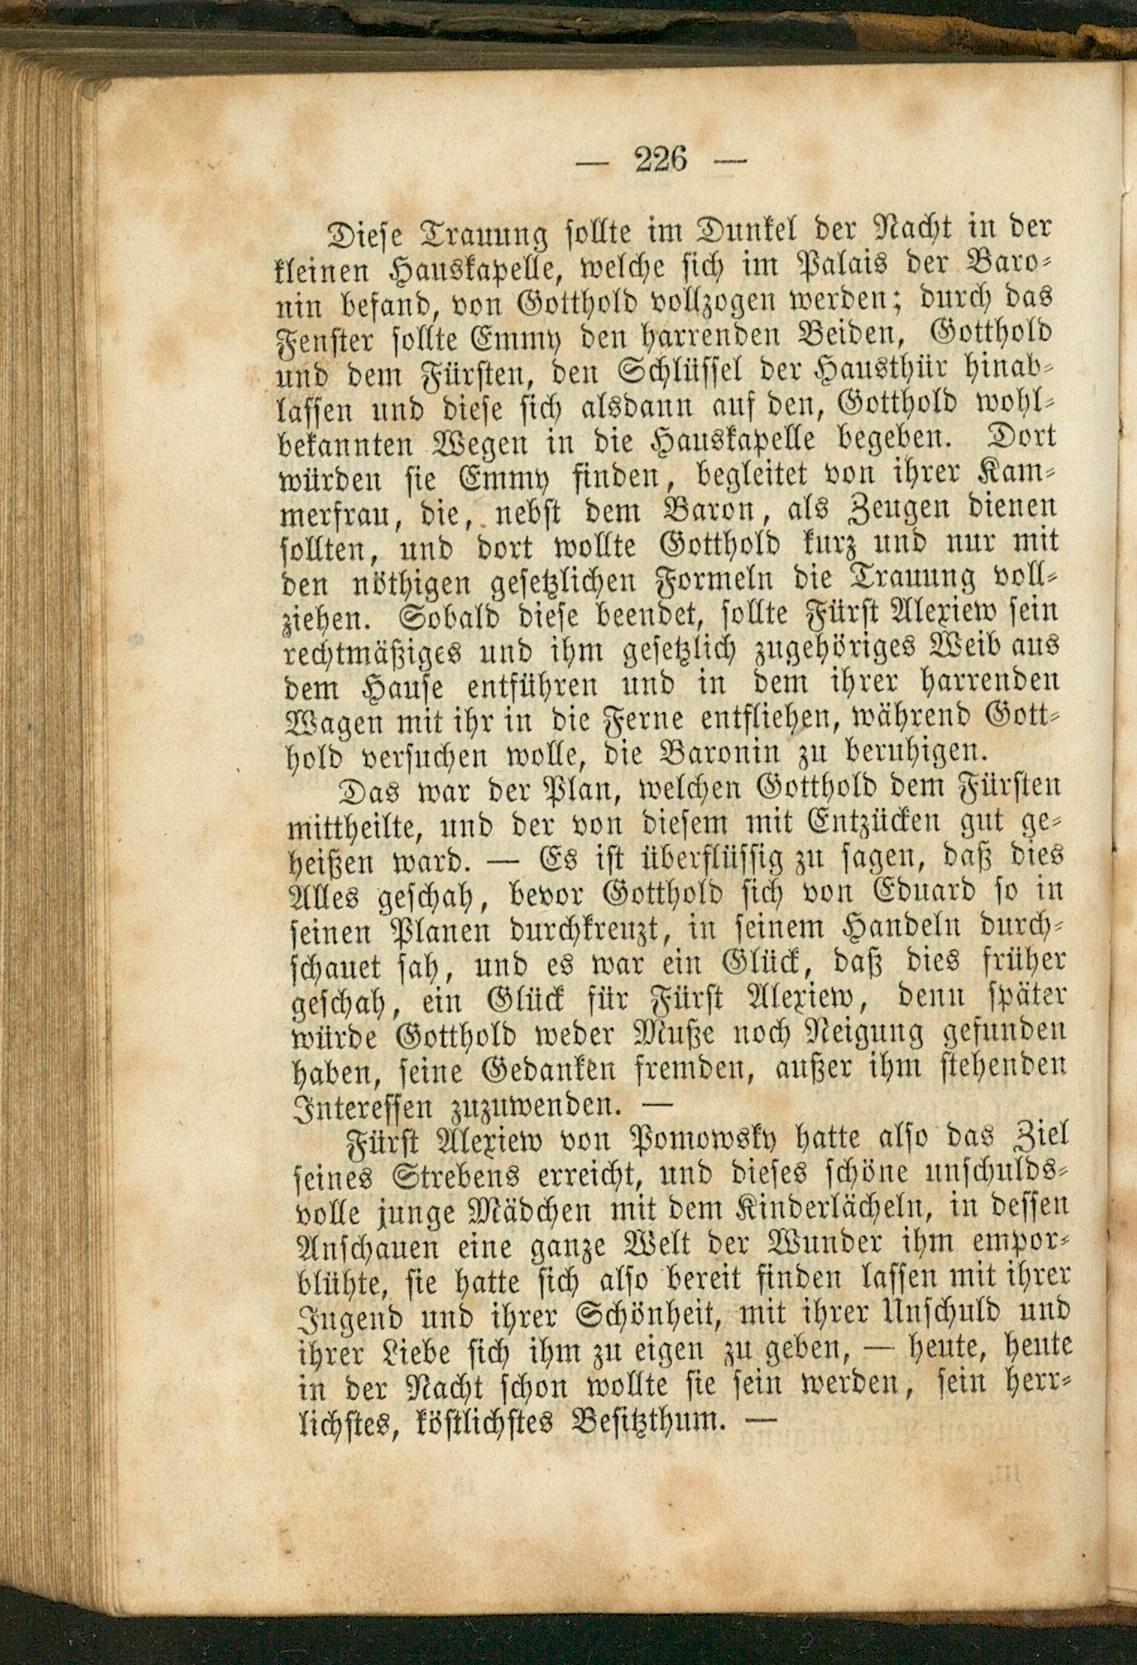 — 226 —
Diese Trauung sollte im Dunkel der Nacht in der
kleinen Hauskapelle, welche sich im Palais der Baro-
nin befand, von Gotthold vollzogen werden; durch das
Fenster sollte Emmy den harrenden Beiden, Gotthold
und dem Fürsten, den Schlüssel der Hausthür hinab-
lassen und diese sich alsdann auf den, Gotthold wohl-
bekannten Wegen in die Hauskapelle begeben. Dort
würden sie Emmy finden, begleitet von ihrer Kam-
merfrau, die, nebst dem Baron, als Zeugen dienen
sollten, und dort wollte Gotthold kurz und nur mit
den nöthigen gesetzlichen Formeln die Trauung voll-
ziehen. Sobald diese beendet, sollte Fürst Alexiew sein
rechtmäßiges und ihm gesetzlich zugehöriges Weib aus
dem Hause entführen und in dem ihrer harrenden
Wagen mit ihr in die Ferne entfliehen, während Gott-
hold versuchen wolle, die Baronin zu beruhigen.
Das war der Plan, welchen Gotthold dem Fürsten
mittheilte, und der von diesem mit Entzücken gut ge-
heißen ward. — Es ist überflüssig zu sagen, daß dies
Alles geschah, bevor Gotthold sich von Eduard so in
seinen Planen durchkreuzt, in seinem Handeln durch-
schauet sah, und es war ein Glück, daß dies früher
geschah, ein Glück für Fürst Alexiew, denn später
würde Gotthold weder Muße noch Neigung gefunden
haben, seine Gedanken fremden, außer ihm stehenden
Interessen zuzuwenden. —
Fürst Alexiew von Pomowsky hatte also das Ziel
seines Strebens erreicht, und dieses schöne unschulds-
volle junge Mädchen mit dem Kinderlächeln, in dessen
Anschauen eine ganze Welt der Wunder ihm empor-
blühte, sie hatte sich also bereit finden lassen mit ihrer
Jugend und ihrer Schönheit, mit ihrer Unschuld und
ihrer Liebe sich ihm zu eigen zu geben, — heute, heute
in der Nacht schon wollte sie sein werden, sein herr-
lichstes, köstlichstes Besitzthum. —